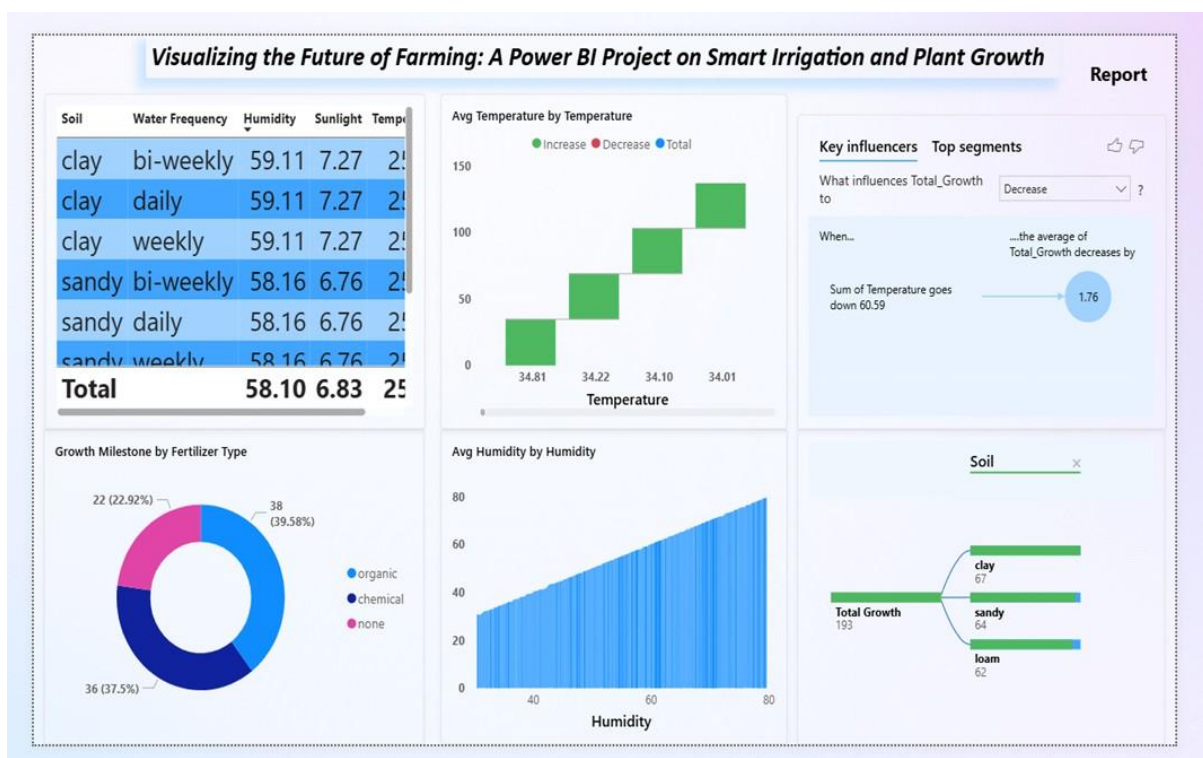 Visualizing the Future of Farming: A Power BI Project on Smart Irrigation and Plant Growth
Report
Soil Water Frequency Humidity Sunlight
clay bi-weekly 59.11 7.27
clay daily 59.11 7.27
clay weekly 59.11 7.27
sandy bi-weekly 58.16 6.76
sandy daily 58.16 6.76
sandy weekly 58.16 6.76
Total 58.10 6.83 25
Avg Temperature by Temperature
Increase Decrease Total
150
100
50
0
34.81 34.22 34.10 34.01
Temperature
Key influencers Top segments
What influences Total_Growth
to
Decrease
?
When...
....the average of
Total_Growth decreases by
Sum of Temperature goes
down 60.59
1.76
Growth Milestone by Fertilizer Type
22 (22.92%)
38
(39.58%)
36 (37.5%)
organic
chemical
none
Avg Humidity by Humidity
80
60
40
20
0
40 60 80
Humidity
Soil
Total Growth
193
clay
67
sandy
64
loam
62